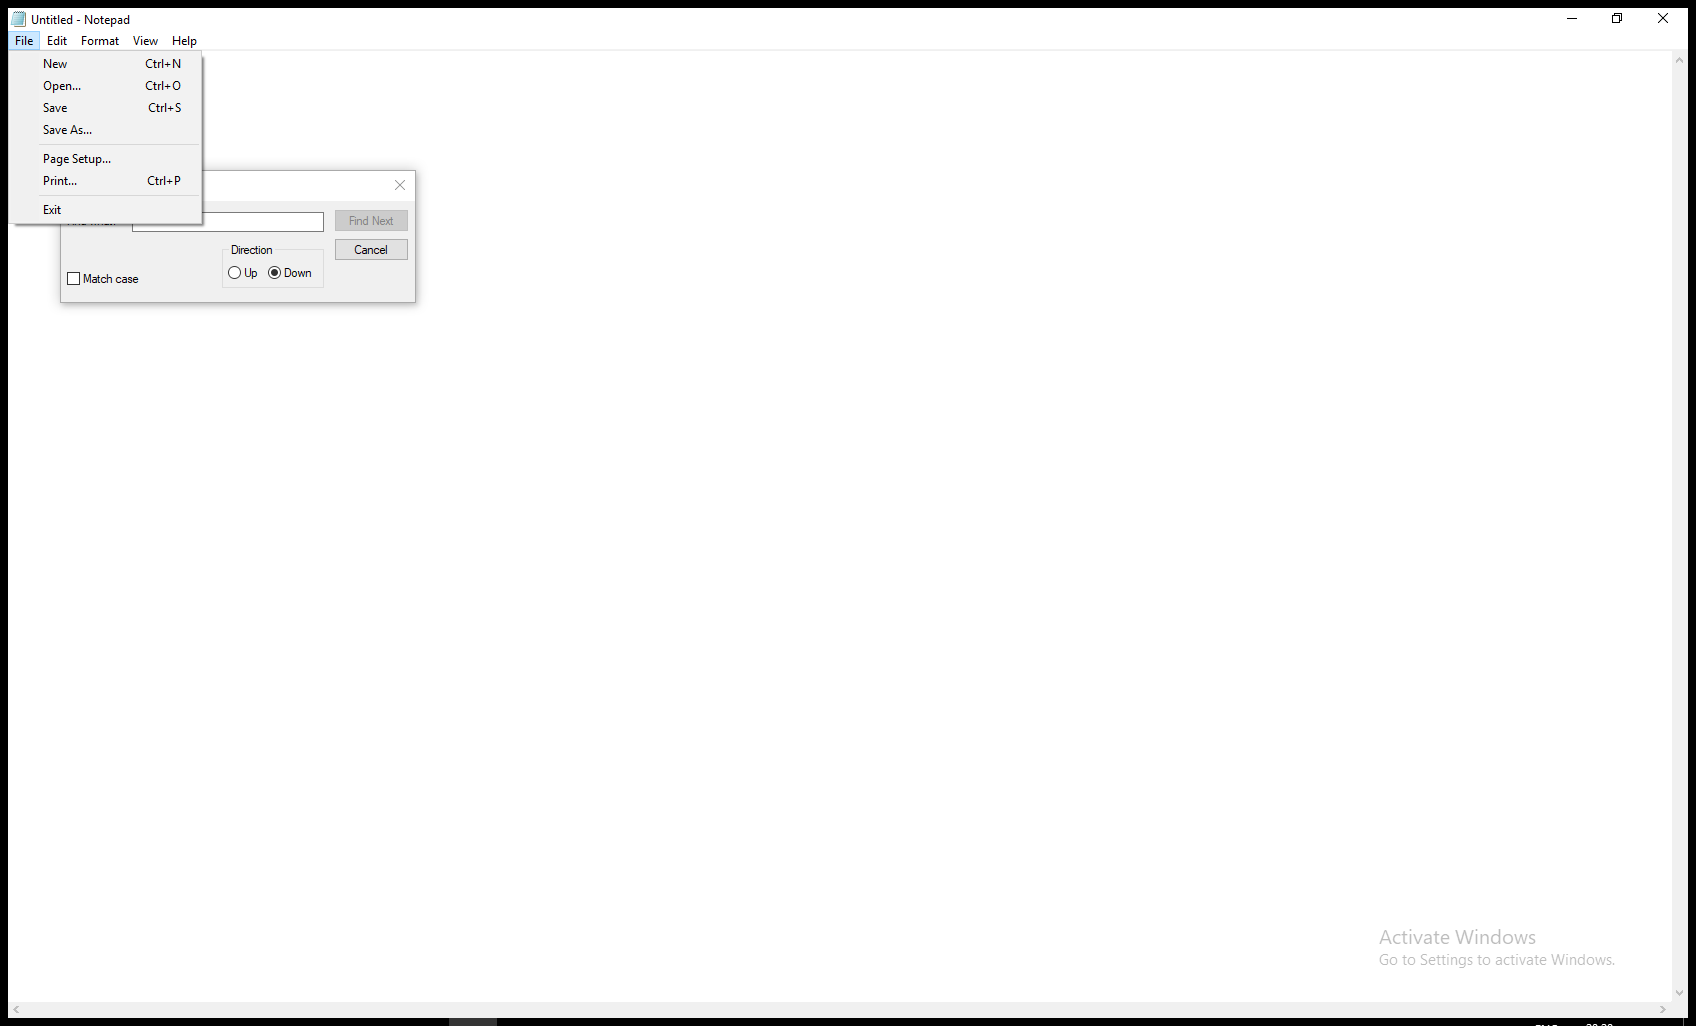 Untitled - Notepad
File Edit Format View Help
New Ctrl+N
Open... Ctrl+O
Save Ctrl+S
Save As...
Page Setup...
Print... Ctrl+P
Exit
Find Next
Direction
Cancel
Up Down
Match case
Activate Windows
Go to Settings to activate Windows.